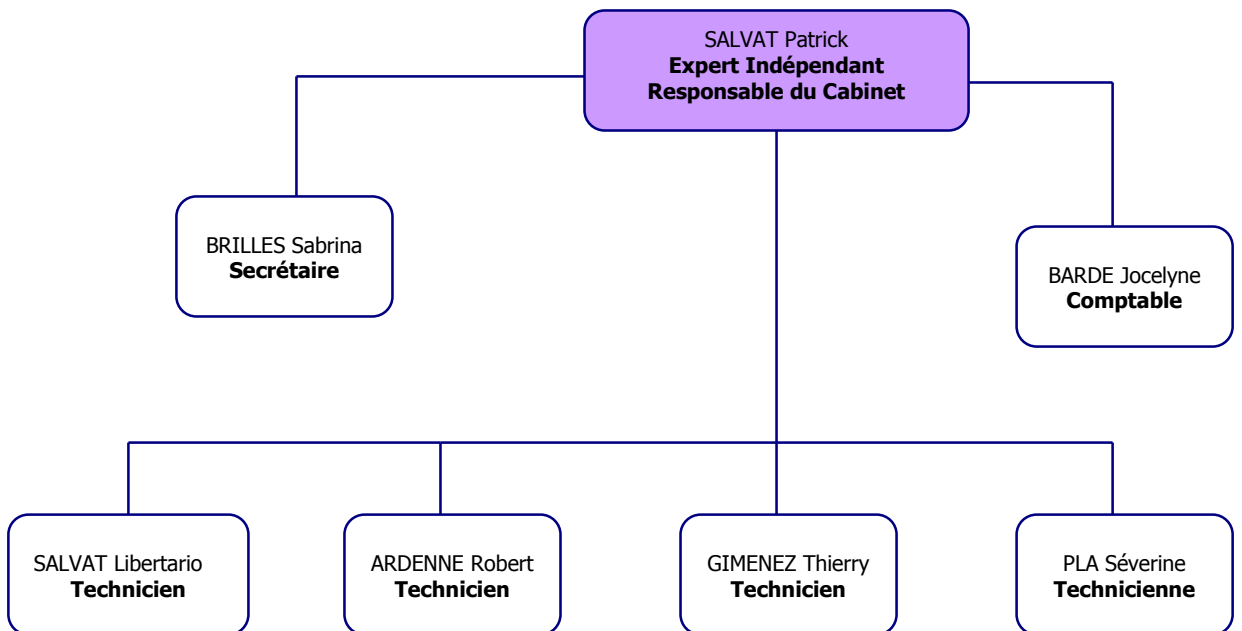 SALVAT Patrick
Expert Indépendant
Responsable du Cabinet
BRILLES Sabrina
Secrétaire
BARDE Jocelyne
Comptable
SALVAT Libertario
Technicien
ARDENNE Robert
Technicien
GIMENEZ Thierry
Technicien
PLA Séverine
Technicienne